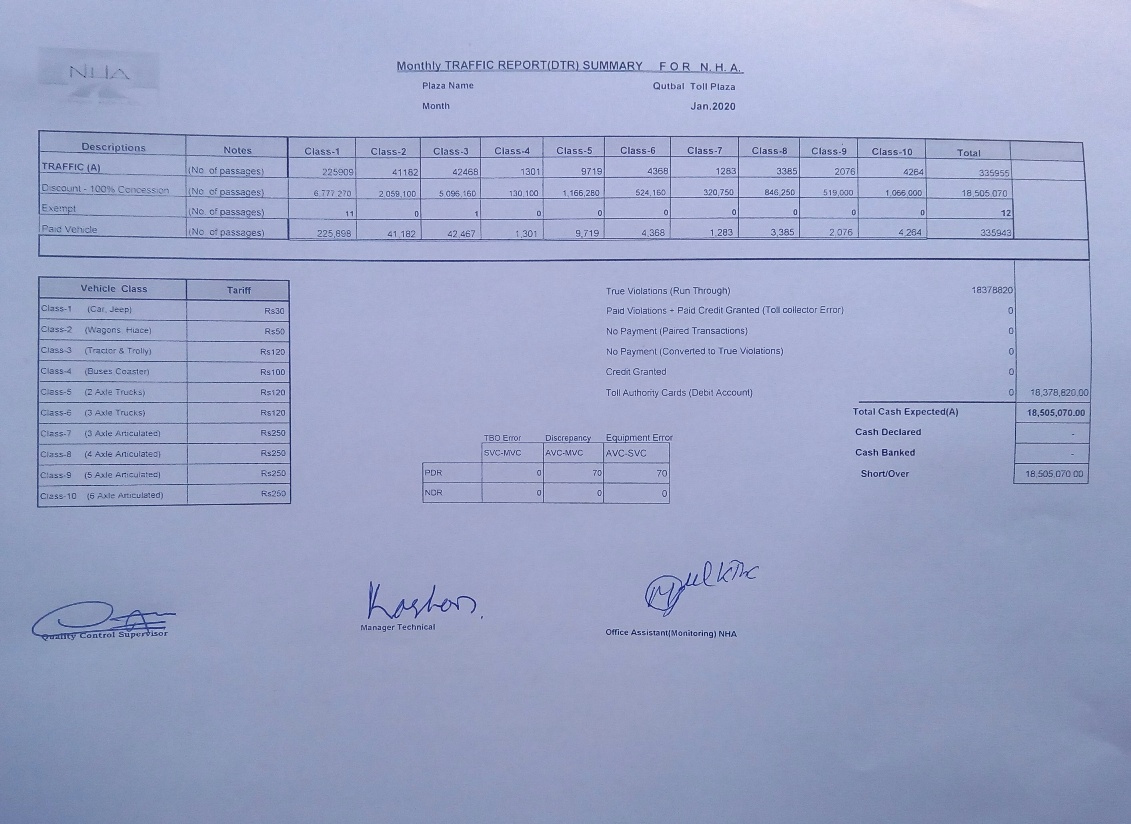 NHA
Monthly TRAFFIC REPORT(DTR) SUMMARY FOR N.H.A.
Plaza Name Qutbal Toll Plaza
Month Jan,2020
Descriptions Notes Class-1 Class-2 Class-3 Class-4 Class-5 Class-6 Class-7 Class-8 Class-9 Class-10 Total
TRAFFIC (A) (No. of passages) 225909 41182 42468 1301 9719 4368 1283 3385 2076 4264 335955
Discount - 100% Concession (No. of passages) 6,777,270 2,059,100 5,096,160 130,100 1,166,280 524,160 320,750 846,250 519,000 1,066,000 18,505,070
Exempt (No. of passages) 11 0 1 0 0 0 0 0 0 0 12
Paid Vehicle (No. of passages) 225,898 41,182 42,467 1,301 9,719 4,368 1,283 3,385 2,076 4,264 335943
Vehicle Class Tariff
Class-1 (Car, Jeep) Rs30
Class-2 (Wagons, Hiace) Rs50
Class-3 (Tracter & Trolly) Rs120
Class-4 (Buses Coaster) Rs100
Class-5 (2 Axle Trucks) Rs120
Class-6 (3 Axle Trucks) Rs120
Class-7 (3 Axle Articulated) Rs250
Class-8 (4 Axle Articulated) Rs250
Class-9 (5 Axle Articulated) Rs250
Class-10 (6 Axle Articulated) Rs250
True Violations (Run Through) 18378820
Paid Violations + Paid Credit Granted (Toll collector Error) 0
No Payment (Paired Transactions) 0
No Payment (Converted to True Violations) 0
Credit Granted 0
Toll Authority Cards (Debit Account) 0 18,378,820.00
Total Cash Expected(A) 18,505,070.00
Cash Declared -
Cash Banked -
Short/Over 18,505,070.00
TBO Error Discrepancy Equipment Error
SVC-MVC AVC-MVC AVC-SVC
PDR 0 70 70
NDR 0 0 0
Quality Control Supervisor
Manager Technical
Office Assistant(Monitoring) NHA